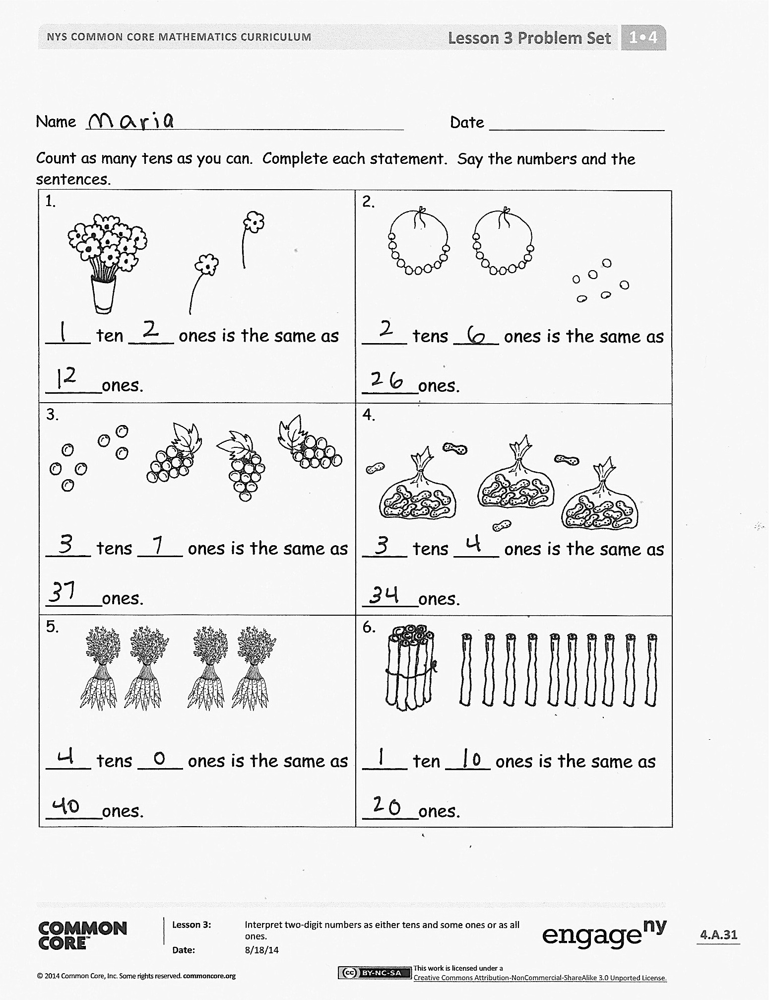 NYS COMMON CORE MATHEMATICS CURRICULUM Lesson 3 Problem Set 1•4
Name Maria Date
Count as many tens as you can. Complete each statement. Say the numbers and the
sentences.
1.
1 ten 2 ones is the same as
12 ones.
2.
2 tens 6 ones is the same as
26 ones.
3.
3 tens 7 ones is the same as
37 ones.
4.
3 tens 4 ones is the same as
34 ones.
5.
4 tens 0 ones is the same as
40 ones.
6.
1 ten 10 ones is the same as
20 ones.
COMMON
CORE™
Lesson 3: Interpret two-digit numbers as either tens and some ones or as all
ones.
Date: 8/18/14
engageny
4.A.31
© 2014 Common Core, Inc. Some rights reserved. commoncore.org
cc BY-NC-SA
This work is licensed under a
Creative Commons Attribution-NonCommercial-ShareAlike 3.0 Unported License.